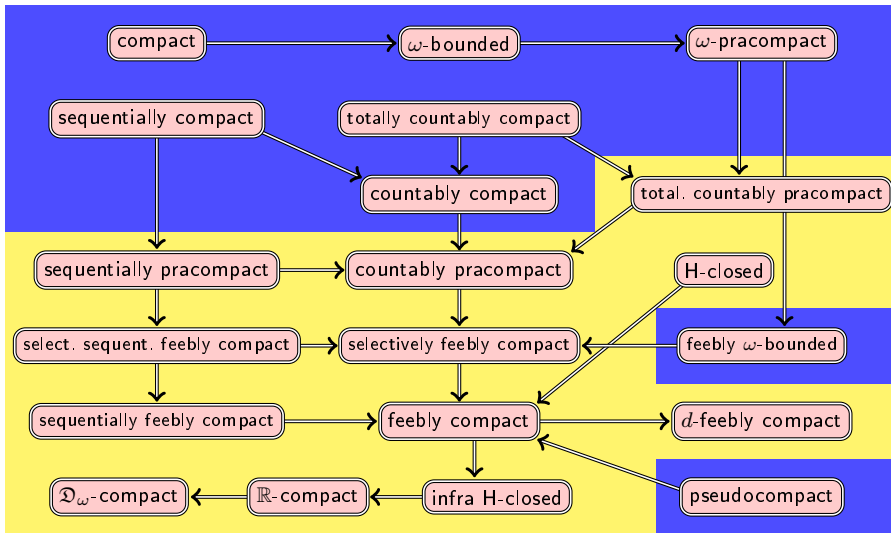 compact
ω-bounded
ω-pracompact
sequentially compact
totally countably compact
countably compact
total. countably pracompact
sequentially pracompact
countably pracompact
H-closed
select. sequent. feebly compact
selectively feebly compact
feebly ω-bounded
sequentially feebly compact
feebly compact
d-feebly compact
𝔇ω-compact
ℝ-compact
infra H-closed
pseudocompact